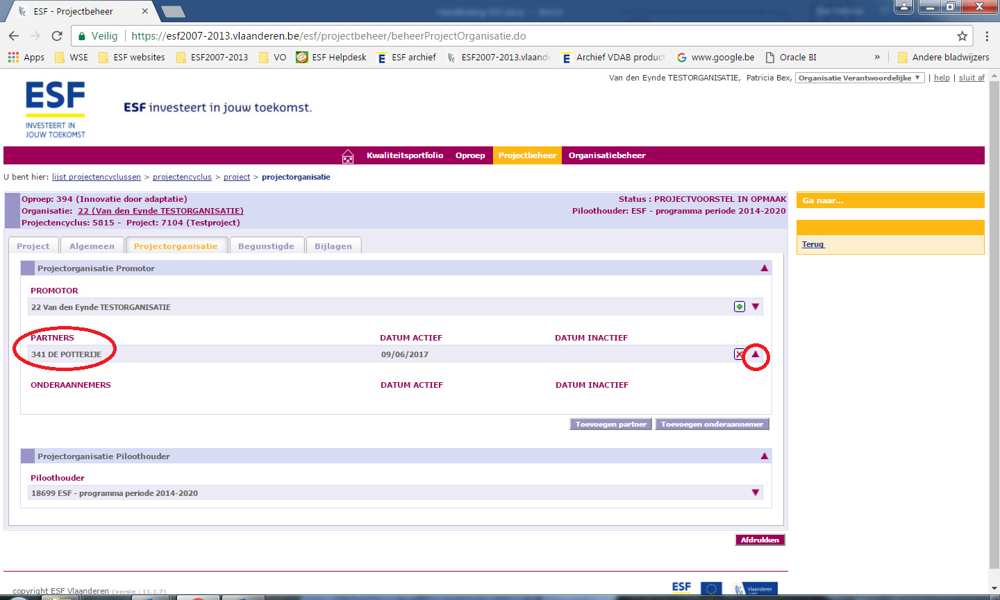 ESF - Projectbeheer
Veilig https://esf2007-2013.vlaanderen.be/esf/projectbeheer/beheerProjectOrganisatie.do
Apps WSE ESF websites ESF2007-2013 VO ESF Helpdesk ESF archief ESF2007-2013.vlaande Archief VDAB product www.google.be Oracle BI » Andere bladwijzers
Van den Eynde TESTORGANISATIE, Patricia Bex, Organisatie Verantwoordelijke | help | sluit af
ESF
INVESTEERT IN
JOUW TOEKOMST
ESF investeert in jouw toekomst.
Kwaliteitsportfolio Oproep Projectbeheer Organisatiebeheer
U bent hier: lijst projectencyclussen > projectencyclus > project > projectorganisatie
Oproep: 394 (Innovatie door adaptatie) Status : PROJECTVOORSTEL IN OPMAAK
Organisatie: 22 (Van den Eynde TESTORGANISATIE) Piloothouder: ESF - programma periode 2014-2020
Projectencyclus: 5815 - Project: 7104 (Testproject)
Ga naar...
Terug
Project Algemeen Projectorganisatie Begunstigde Bijlagen
Projectorganisatie Promotor
PROMOTOR
22 Van den Eynde TESTORGANISATIE
PARTNERS DATUM ACTIEF DATUM INACTIEF
341 DE POTTERIJE 09/06/2017
ONDERAANNEMERS DATUM ACTIEF DATUM INACTIEF
Toevoegen partner Toevoegen onderaannemer
Projectorganisatie Piloothouder
Piloothouder
18699 ESF - programma periode 2014-2020
Afdrukken
copyright ESF Vlaanderen (versie : 11.1.7)
ESF Vlaanderen